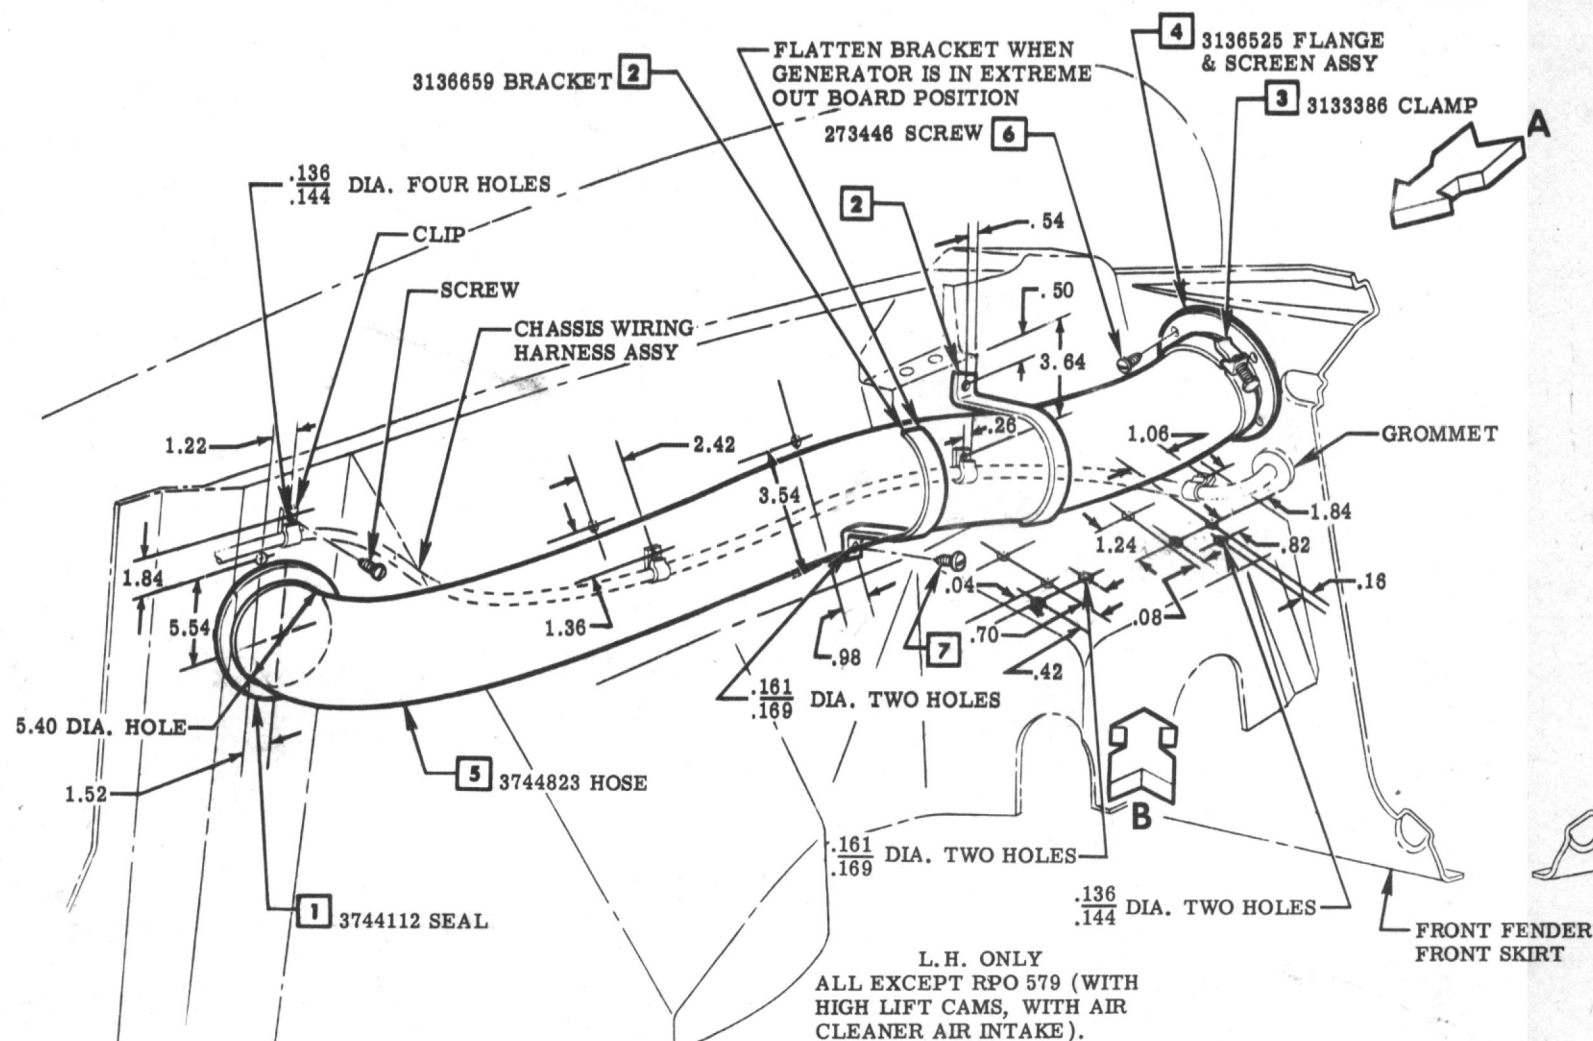 4 3136525 FLANGE
& SCREEN ASSY
FLATTEN BRACKET WHEN
GENERATOR IS IN EXTREME
OUT BOARD POSITION
3136659 BRACKET 2
3 3133386 CLAMP
A
273446 SCREW 6
.136
.144 DIA. FOUR HOLES
2
.54
CLIP
SCREW
.50
CHASSIS WIRING
HARNESS ASSY
3.64
1.22
2.42
.26
1.06
GROMMET
3.54
1.84
1.24
.82
1.84
.04
.16
5.54
1.36
.70
.08
.98
7
.42
.161
.169 DIA. TWO HOLES
5.40 DIA. HOLE
5 3744823 HOSE
1.52
B
.161
.169 DIA. TWO HOLES
1 3744112 SEAL
.136
.144 DIA. TWO HOLES
FRONT FENDER
FRONT SKIRT
L.H. ONLY
ALL EXCEPT RPO 579 (WITH
HIGH LIFT CAMS, WITH AIR
CLEANER AIR INTAKE).